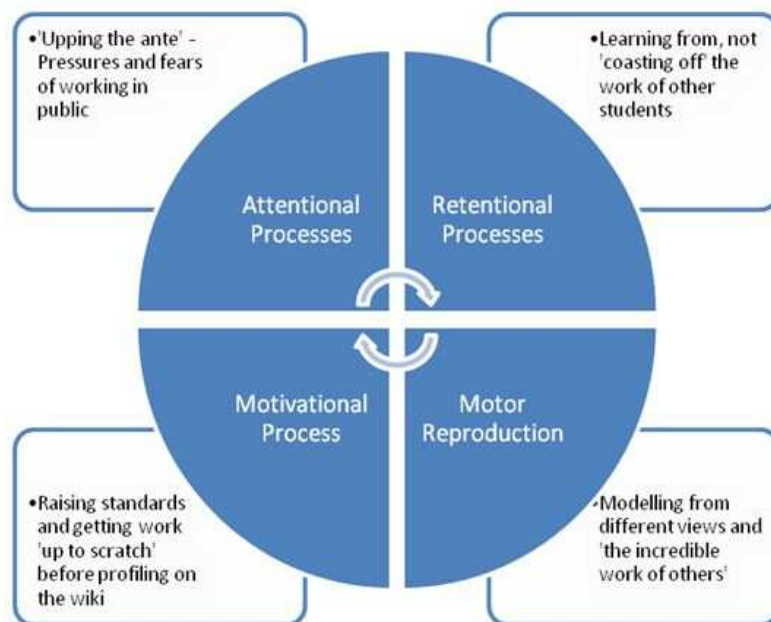 •'Upping the ante' -
Pressures and fears
of working in
public
•Learning from, not
'coasting off' the
work of other
students
Attentional
Processes
Retentional
Processes
Motivational
Process
Motor
Reproduction
•Raising standards
and getting work
'up to scratch'
before profiling on
the wiki
•Modelling from
different views and
'the incredible
work of others'